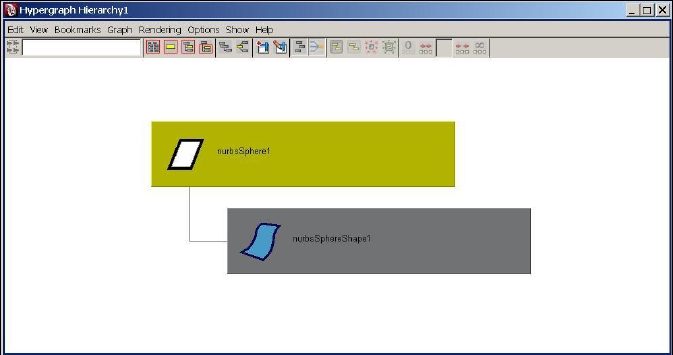 Hypergraph Hierarchy1
Edit View Bookmarks Graph Rendering Options Show Help
nurbsSphere1
nurbsSphereShape1